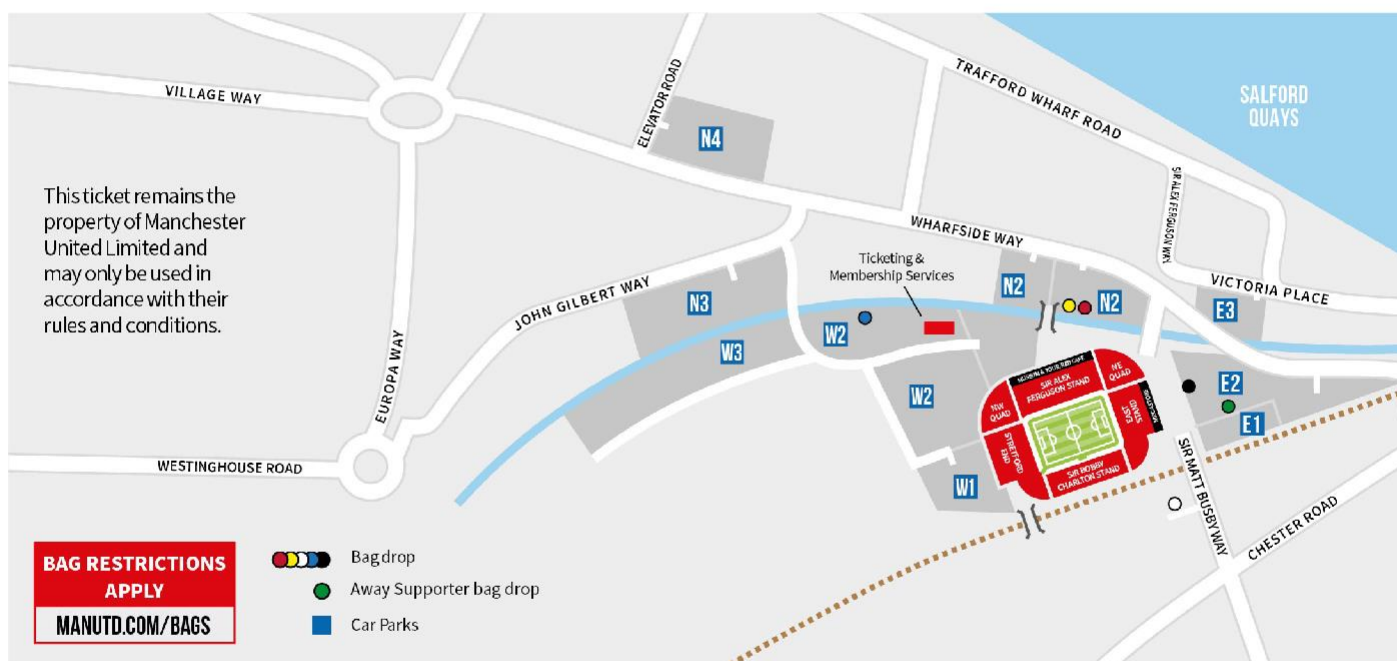 VILLAGE WAY
ELEVATOR ROAD
N4
TRAFFORD WHARF ROAD
SALFORD
QUAYS
This ticket remains the
property of Manchester
United Limited and
may only be used in
accordance with their
rules and conditions.
EUROPA WAY
JOHN GILBERT WAY
WHARFSIDE WAY
SIR ALEX FERGUSON WAY
VICTORIA PLACE
Ticketing &
Membership Services
N3
W3
W2
N2
N2
E3
W2
W1
E2
E1
SIR ALEX
FERGUSON STAND
NE
QUAD
NW
QUAD
EAST
STAND
STRETFORD
END
SIR BOBBY
CHARLTON STAND
SIR MATT BUSBY WAY
CHESTER ROAD
WESTINGHOUSE ROAD
BAG RESTRICTIONS
APPLY
MANUTD.COM/BAGS
Bag drop
Away Supporter bag drop
Car Parks